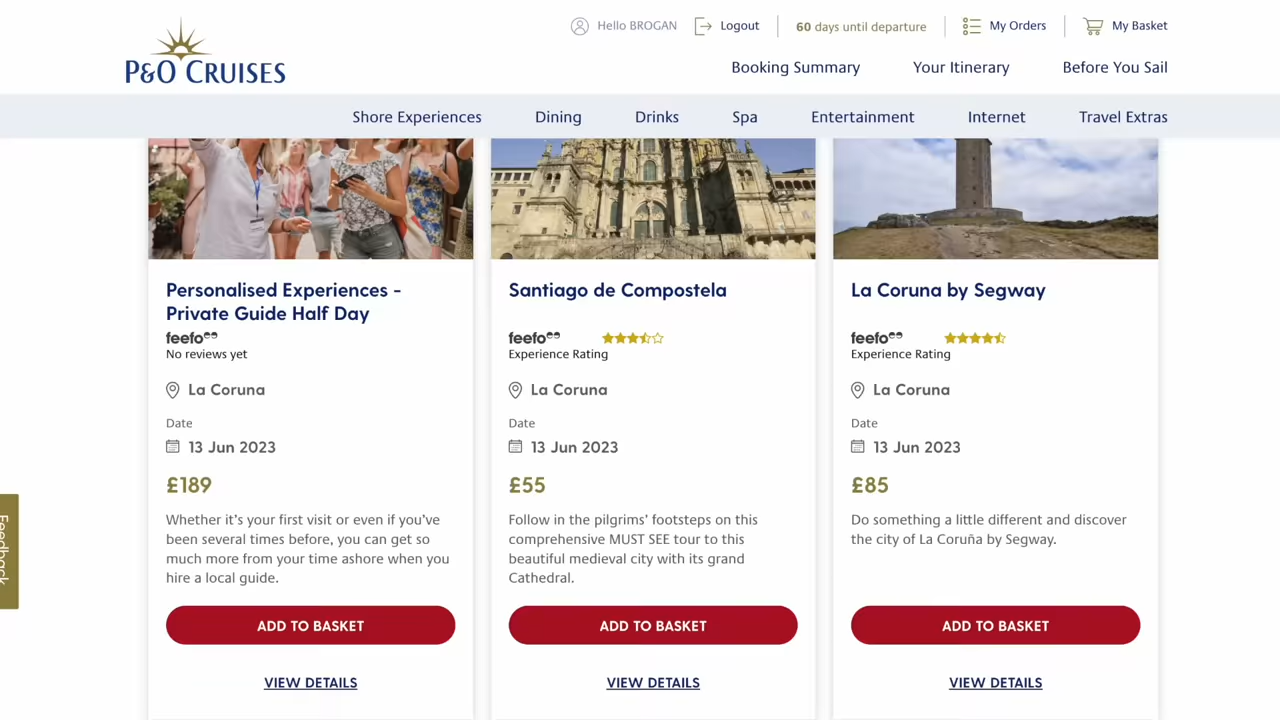 Hello BROGAN
Logout
60 days until departure
My Orders
My Basket
P&O CRUISES
Booking Summary
Your Itinerary
Before You Sail
Shore Experiences
Dining
Drinks
Spa
Entertainment
Internet
Travel Extras
Personalised Experiences -
Private Guide Half Day
feefo
No reviews yet
La Coruna
Date
13 Jun 2023
£189
Whether it's your first visit or even if you've
been several times before, you can get so
much more from your time ashore when you
hire a local guide.
ADD TO BASKET
VIEW DETAILS
Santiago de Compostela
feefo
Experience Rating
La Coruna
Date
13 Jun 2023
£55
Follow in the pilgrims' footsteps on this
comprehensive MUST SEE tour to this
beautiful medieval city with its grand
Cathedral.
ADD TO BASKET
VIEW DETAILS
La Coruna by Segway
feefo
Experience Rating
La Coruna
Date
13 Jun 2023
£85
Do something a little different and discover
the city of La Coruña by Segway.
ADD TO BASKET
VIEW DETAILS
Feedback